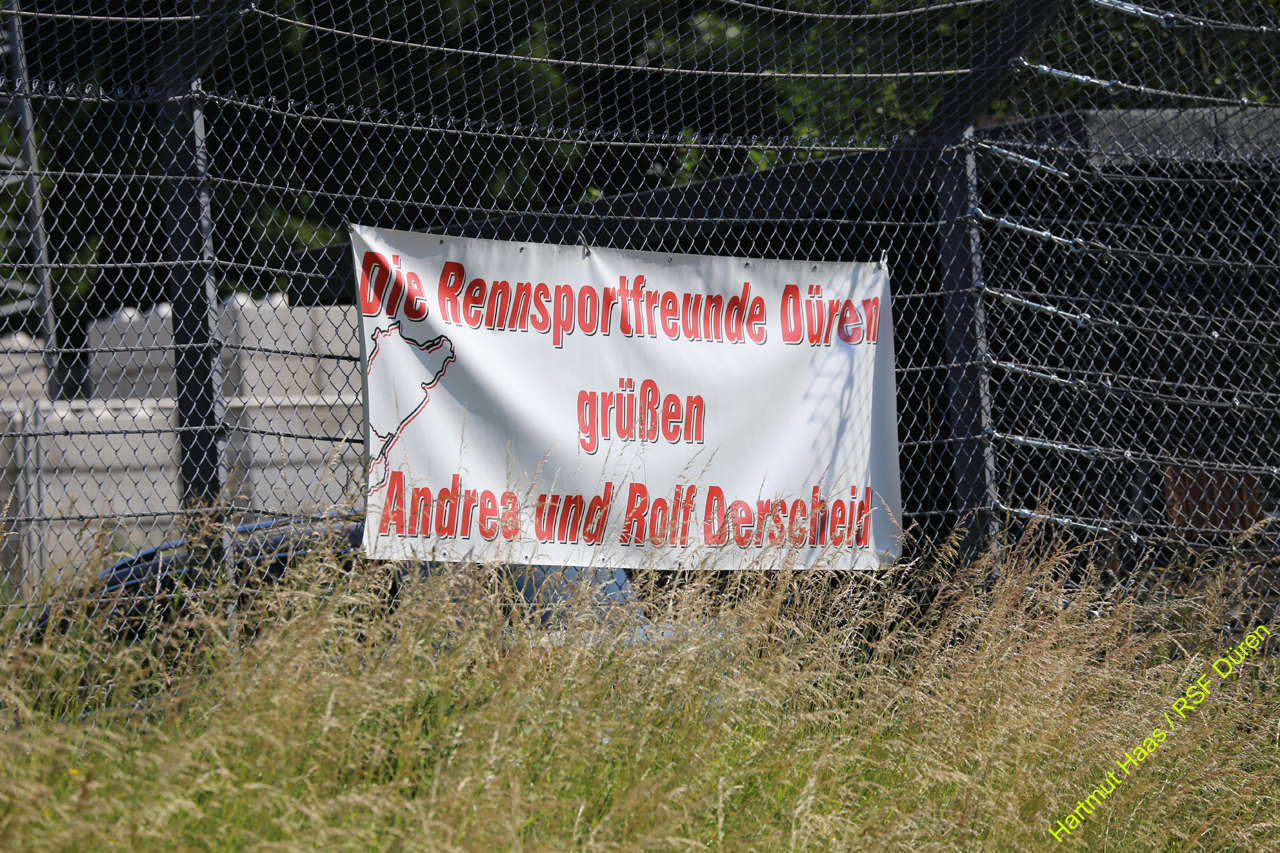 Die Rennsportfreunde Düren
grüßen
Andrea und Rolf Derscheid
Hartmut Haas / RSF Düren